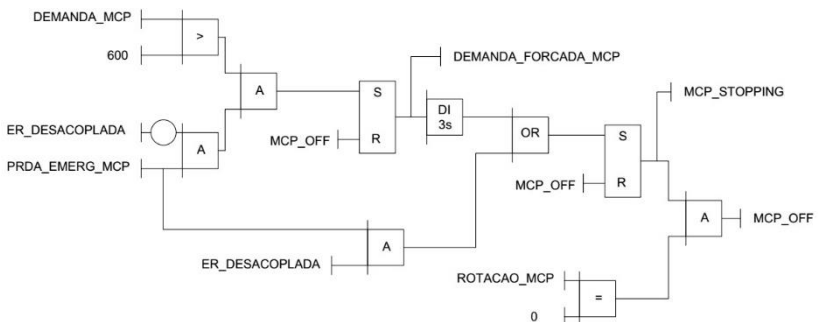 DEMANDA_MCP
>
600
A
DEMANDA_FORCADA_MCP
S
R
DI
3s
MCP_OFF
MCP_STOPPING
ER_DESACOPLADA
A
OR
S
R
PRDA_EMERG_MCP
MCP_OFF
A
MCP_OFF
A
ER_DESACOPLADA
ROTACAO_MCP
=
0